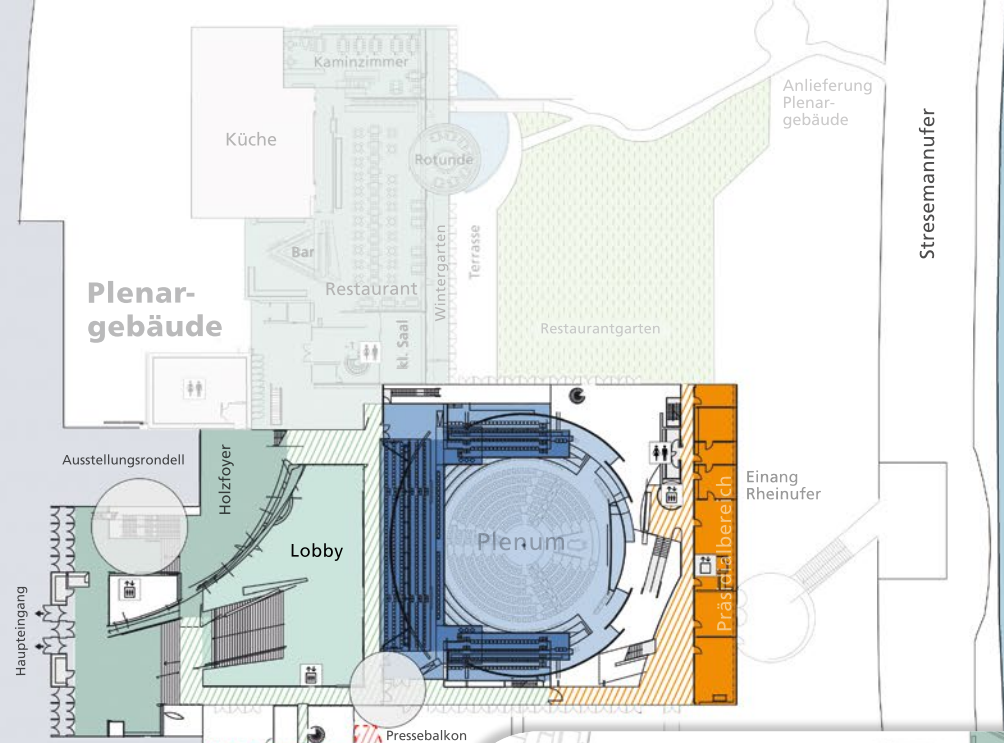 Kaminzimmer
Anlieferung
Plenar-
gebäude
Küche
Rotunde
Stresemannufer
Bar
Restaurant
Wintergarten
Terrasse
Plenar-
gebäude
kl. Saal
Restaurantgarten
Ausstellungsrondell
Holzfoyer
Einang
Rheinufer
Lobby
Plenum
Präsidialbereich
Haupteingang
Pressebalkon